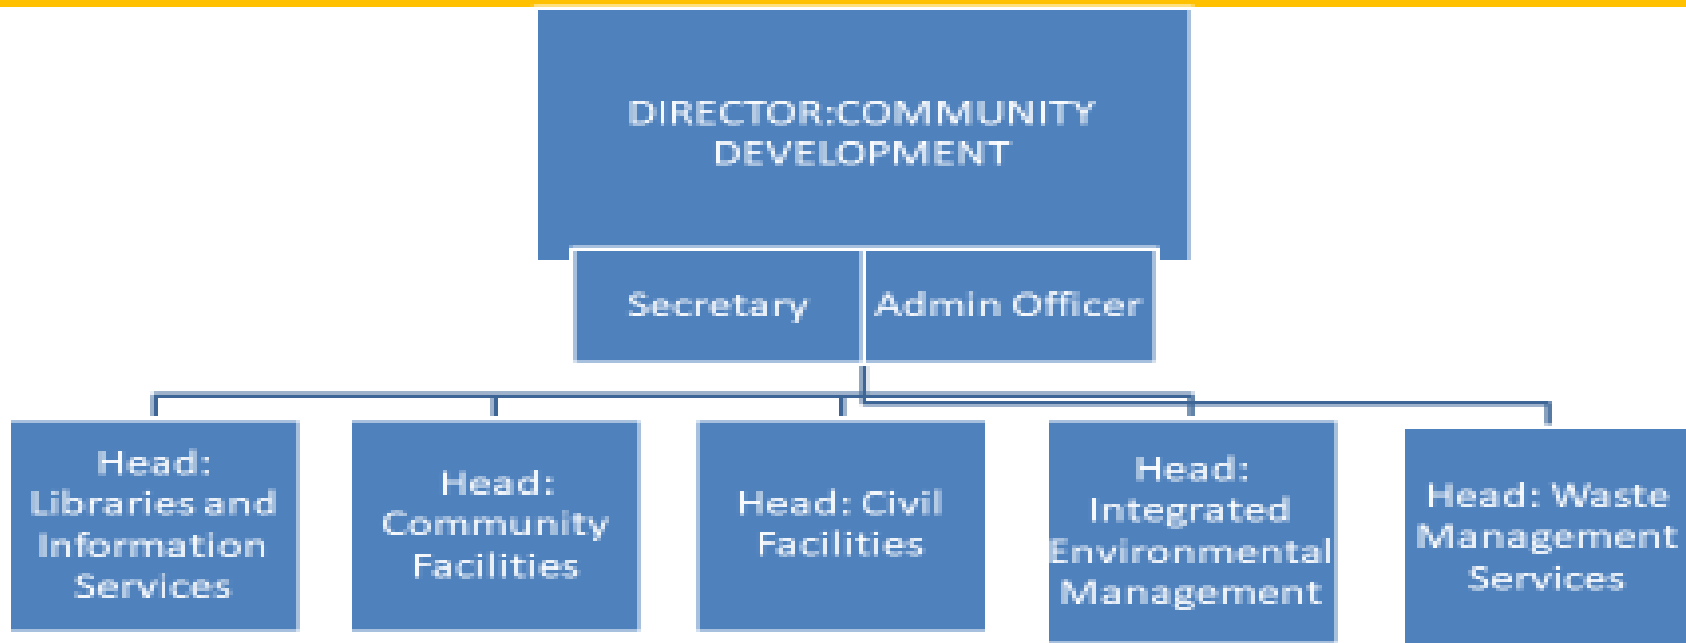 DIRECTOR:COMMUNITY
DEVELOPMENT
Secretary
Admin Officer
Head:
Libraries and
Information
Services
Head:
Community
Facilities
Head: Civil
Facilities
Head:
Integrated
Environmental
Management
Head: Waste
Management
Services